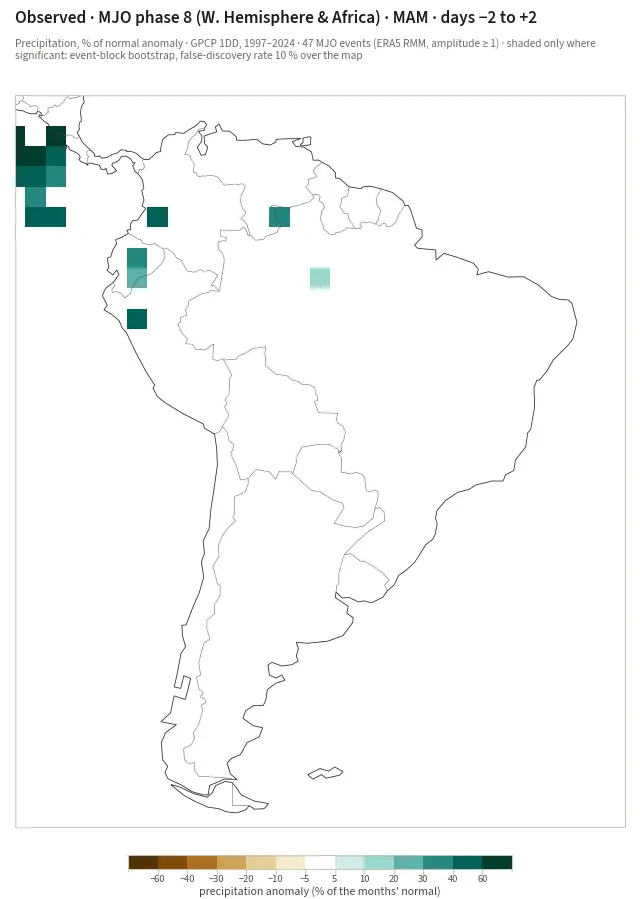 Observed · MJO phase 8 (W. Hemisphere & Africa) · MAM · days −2 to +2
Precipitation, % of normal anomaly · GPCP 1DD, 1997–2024 · 47 MJO events (ERA5 RMM, amplitude ≥ 1) · shaded only where
significant: event-block bootstrap, false-discovery rate 10 % over the map
−60 −40 −30 −20 −10 −5 5 10 20 30 40 60
precipitation anomaly (% of the months' normal)